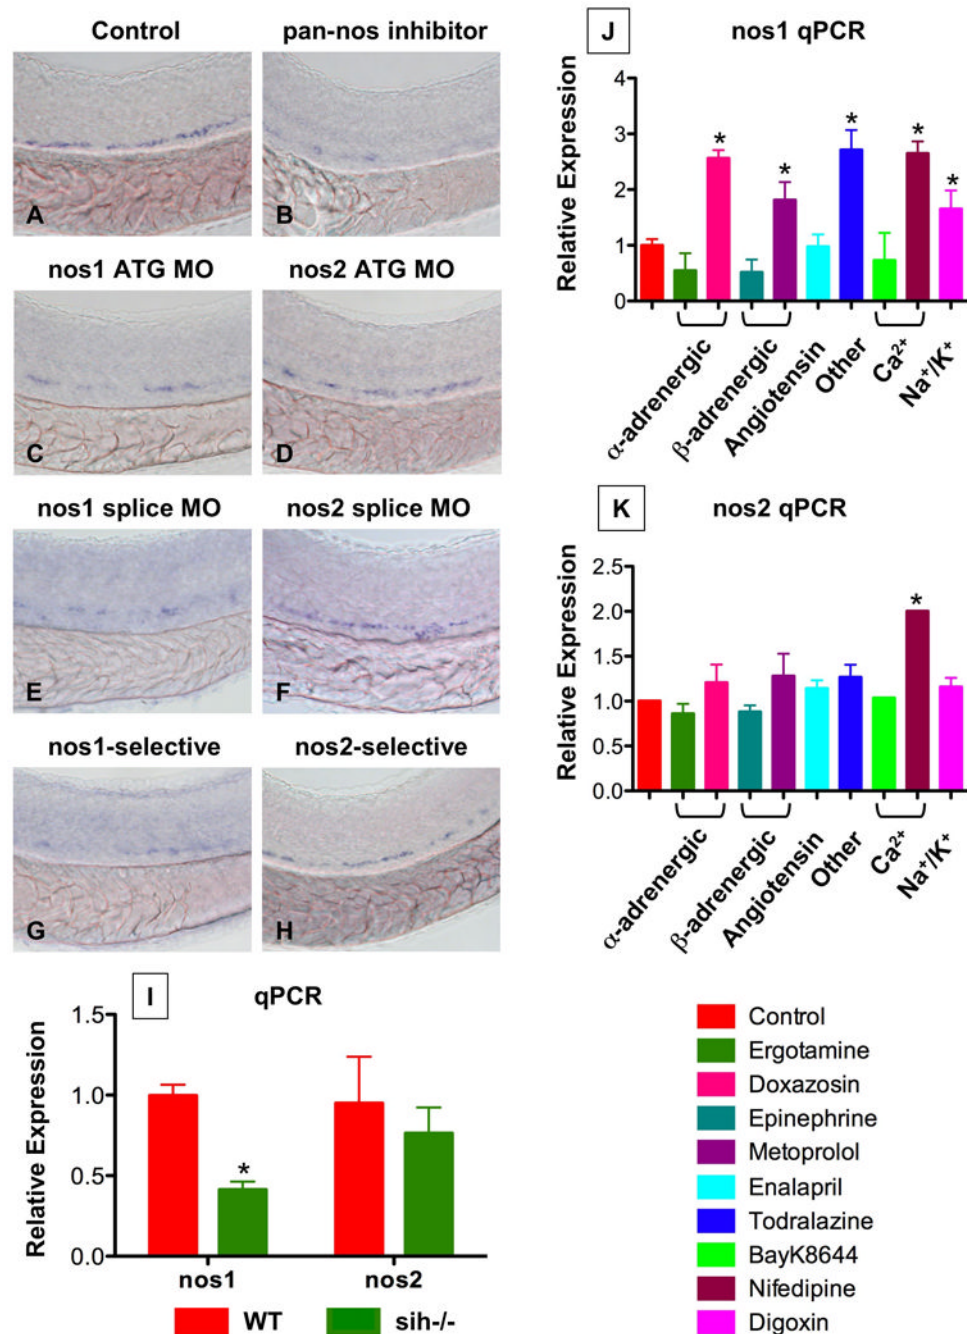 Control
pan-nos inhibitor
A
B
nos1 ATG MO
nos2 ATG MO
C
D
nos1 splice MO
nos2 splice MO
E
F
nos1-selective
nos2-selective
G
H
I
qPCR
Relative Expression
1.5
1.0
0.5
0.0
*
nos1
nos2
WT
sih-/-
J
nos1 qPCR
Relative Expression
4
3
2
1
0
* * * * *
α-adrenergic
β-adrenergic
Angiotensin
Other
Ca²⁺
Na⁺/K⁺
K
nos2 qPCR
Relative Expression
2.5
2.0
1.5
1.0
0.5
0.0
*
α-adrenergic
β-adrenergic
Angiotensin
Other
Ca²⁺
Na⁺/K⁺
Control
Ergotamine
Doxazosin
Epinephrine
Metoprolol
Enalapril
Todralazine
BayK8644
Nifedipine
Digoxin